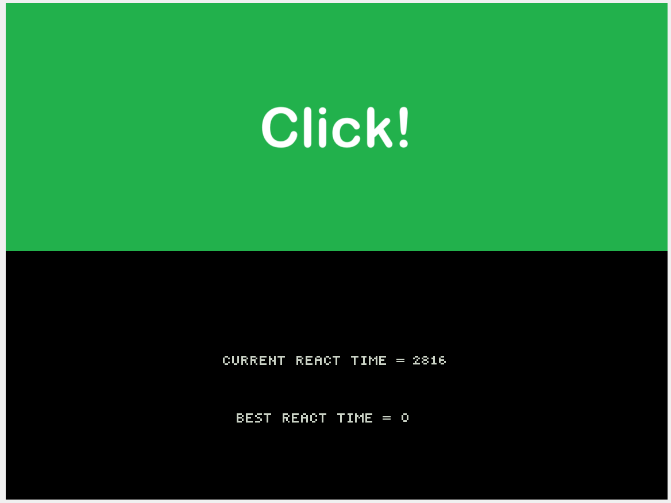 Click!
CURRENT REACT TIME = 2816
BEST REACT TIME = 0